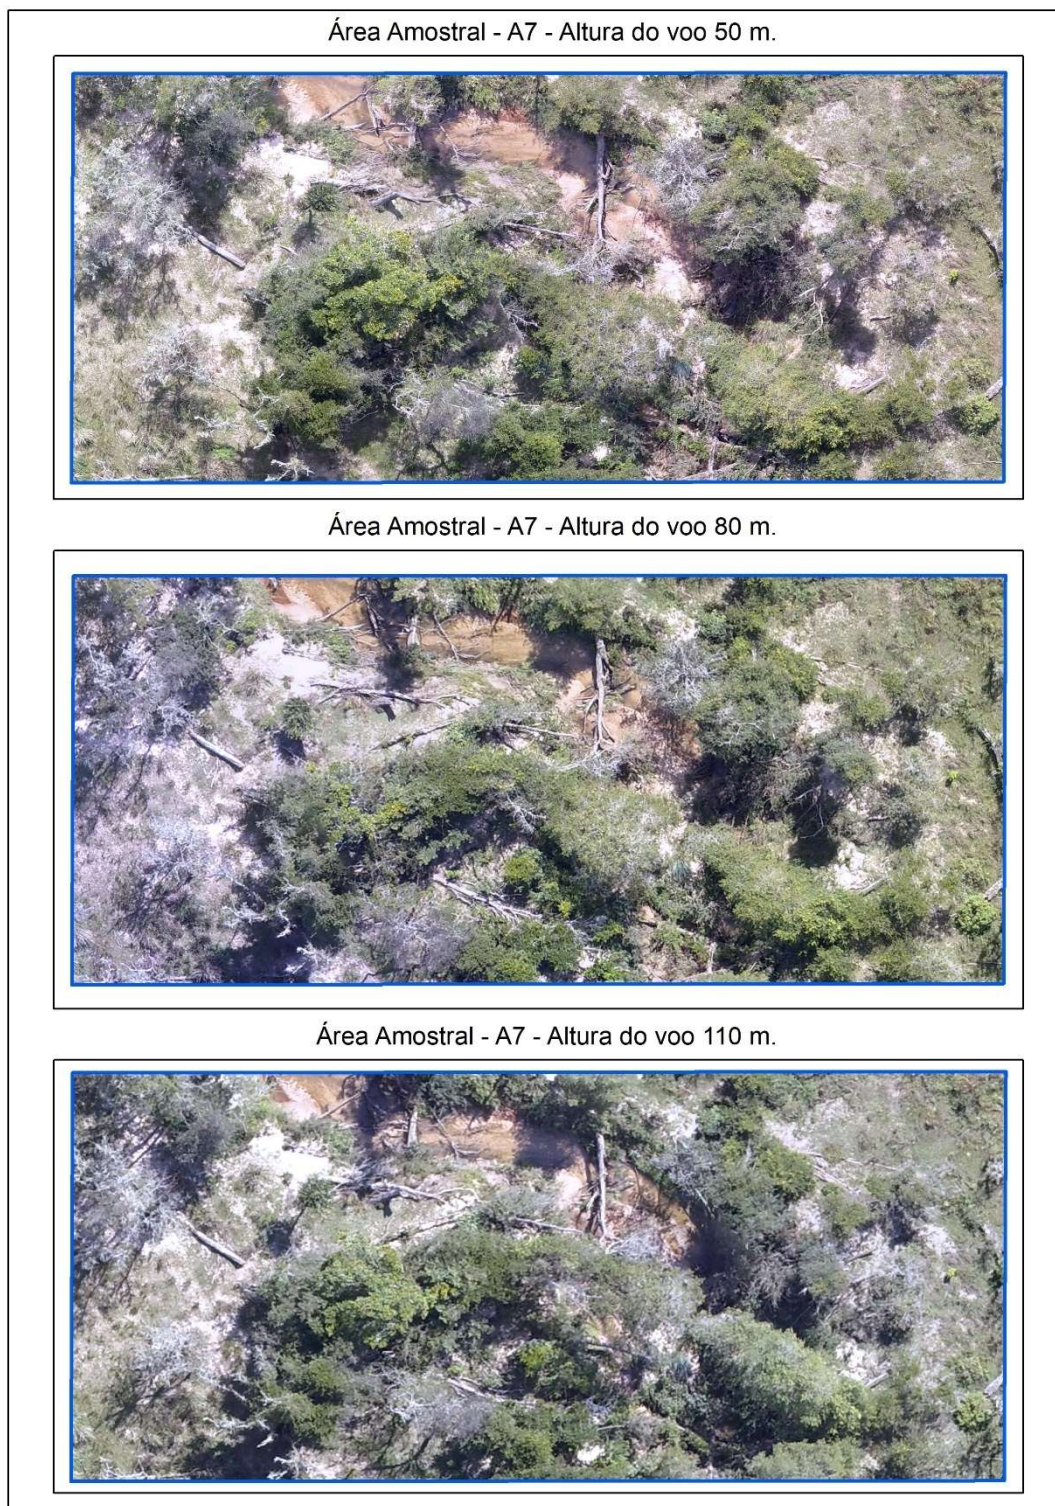 Área Amostral - A7 - Altura do voo 50 m.
Área Amostral - A7 - Altura do voo 80 m.
Área Amostral - A7 - Altura do voo 110 m.